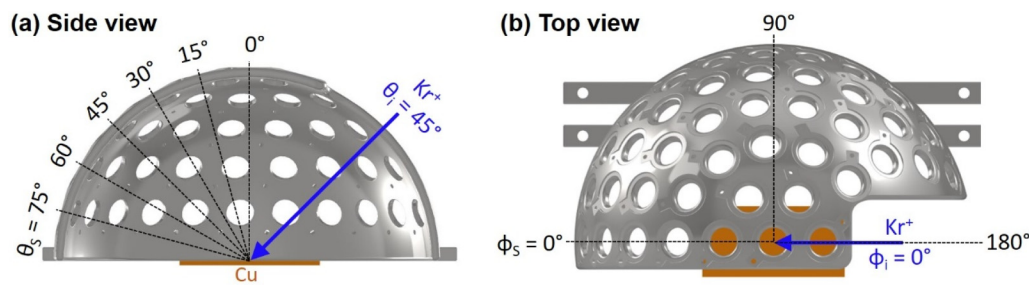 (a) Side view
0°
15°
30°
45°
60°
θs = 75°
Kr+
θi = 45°
Cu
(b) Top view
90°
ϕs = 0°
Kr+
ϕi = 0°
180°